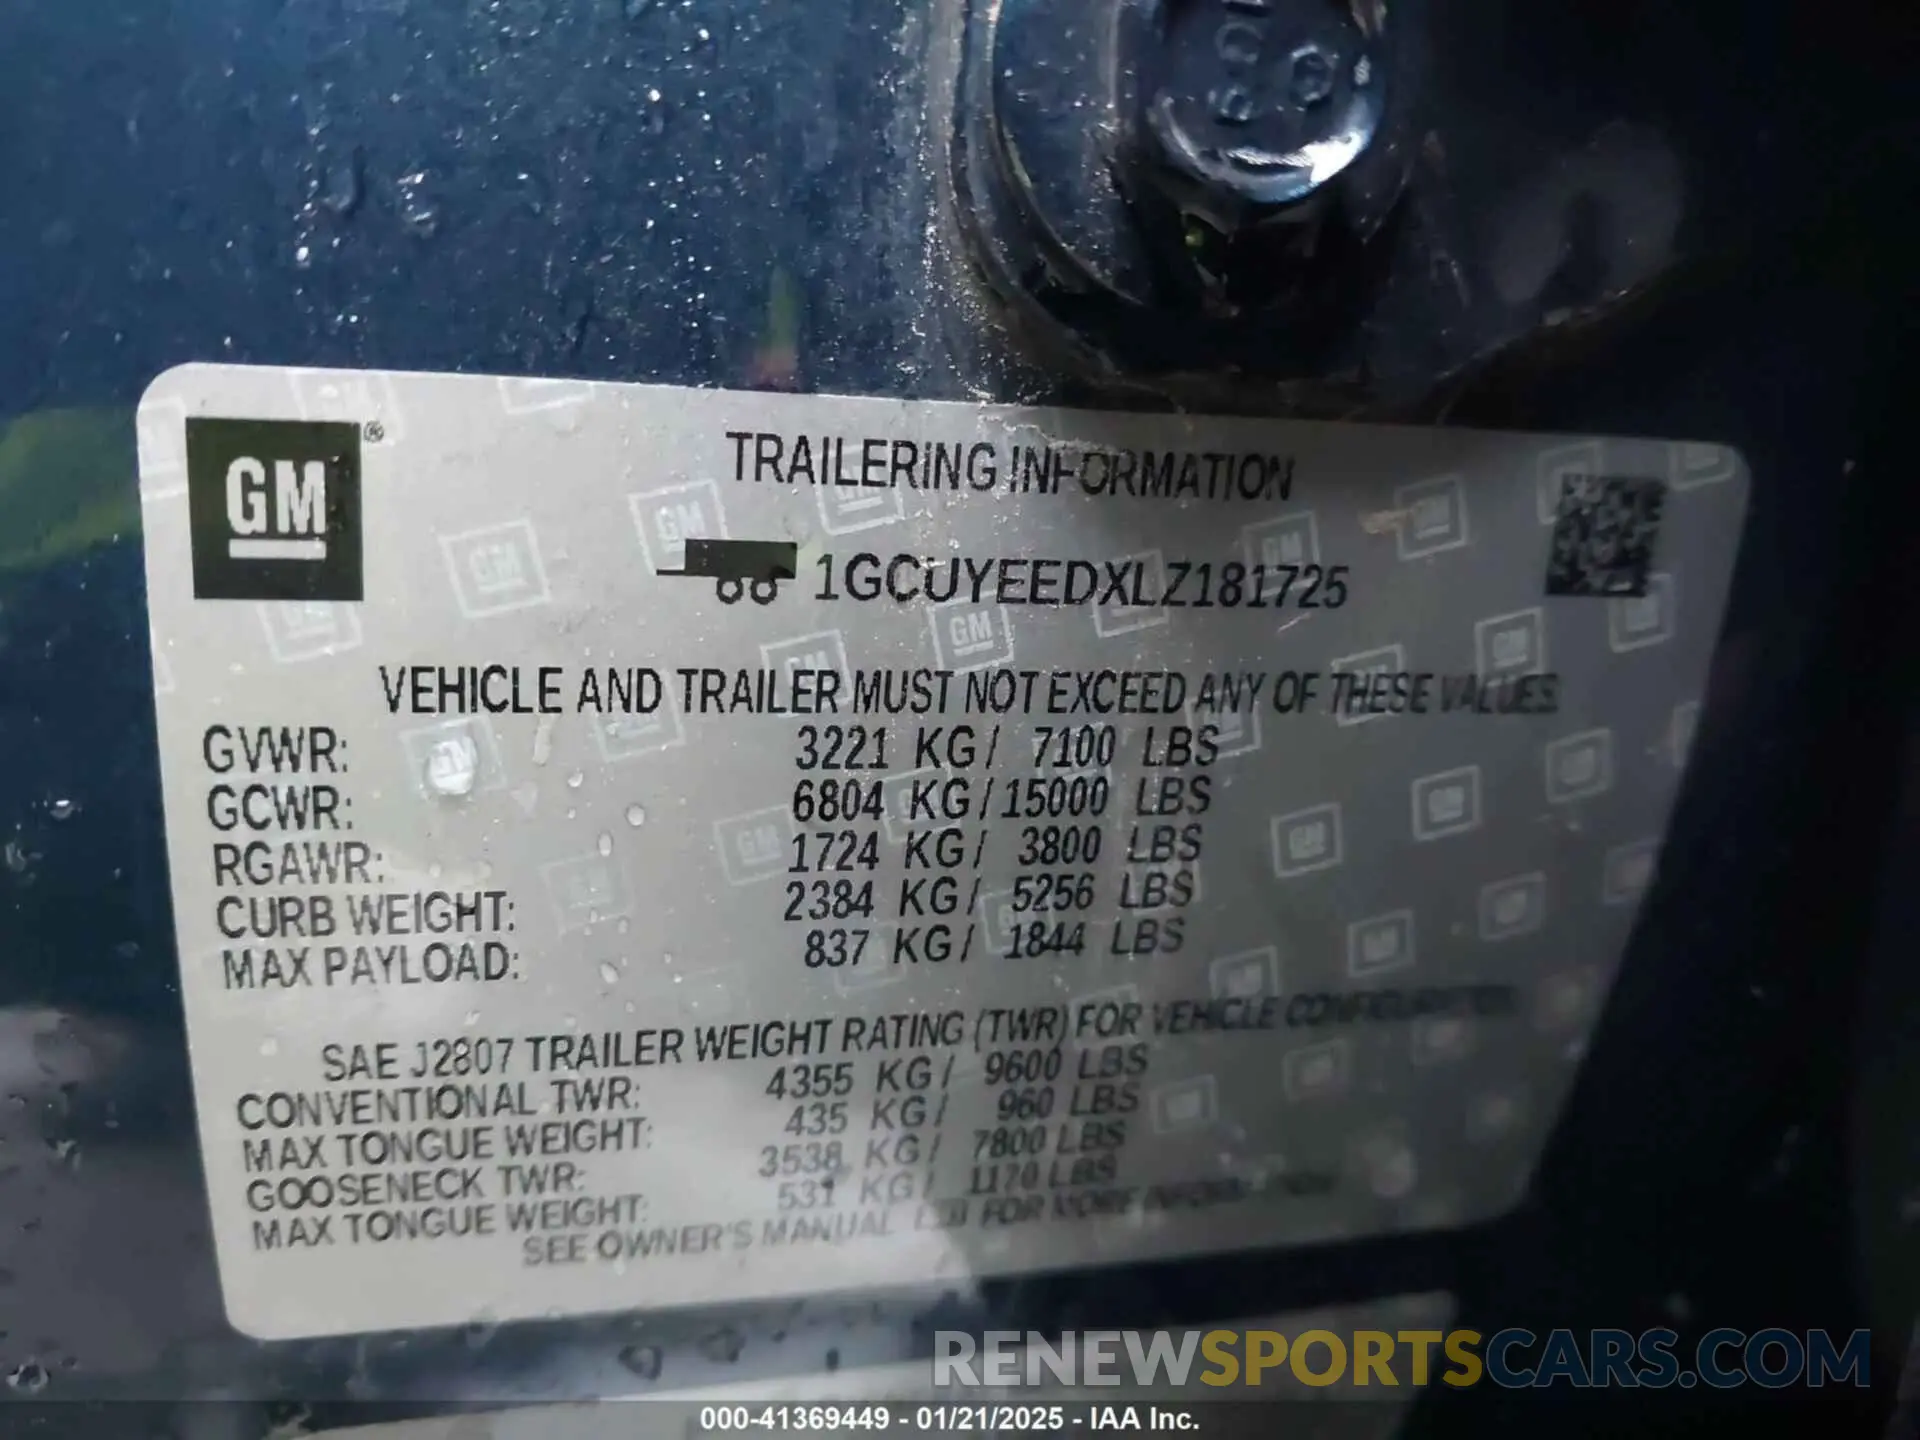 GM ®
TRAILERING INFORMATION
1GCUYEEDXLZ181725
VEHICLE AND TRAILER MUST NOT EXCEED ANY OF THESE VALUES
GVWR: 3221 KG/ 7100 LBS
GCWR: 6804 KG/15000 LBS
RGAWR: 1724 KG/ 3800 LBS
CURB WEIGHT: 2384 KG/ 5256 LBS
MAX PAYLOAD: 837 KG/ 1844 LBS
SAE J2807 TRAILER WEIGHT RATING (TWR) FOR VEHICLE CONFIGURATION
CONVENTIONAL TWR: 4355 KG/ 9600 LBS
MAX TONGUE WEIGHT: 435 KG/ 960 LBS
GOOSENECK TWR: 3538 KG/ 7800 LBS
MAX TONGUE WEIGHT: 531 KG/ 1170 LBS
SEE OWNER'S MANUAL FOR MORE INFORMATION
RENEWSPORTSCARS.COM
000-41369449 - 01/21/2025 - IAA Inc.